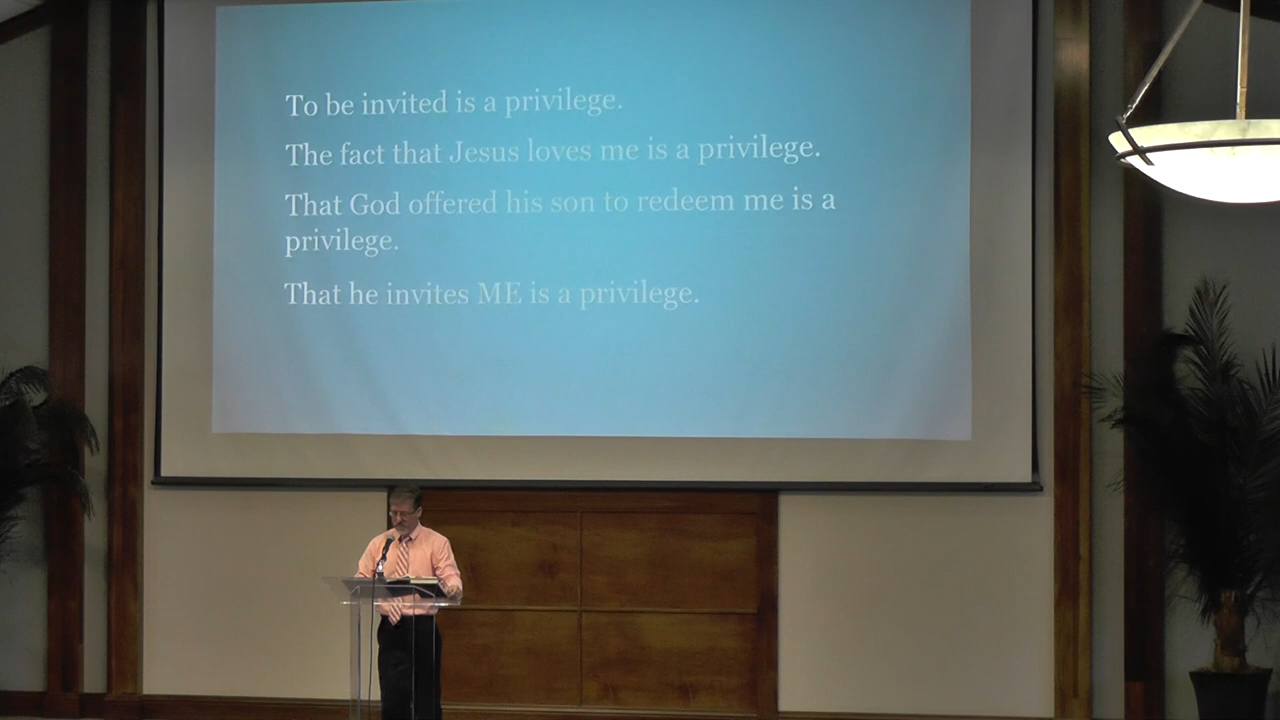 To be invited is a privilege.
The fact that Jesus loves me is a privilege.
That God offered his son to redeem me is a
privilege.
That he invites ME is a privilege.